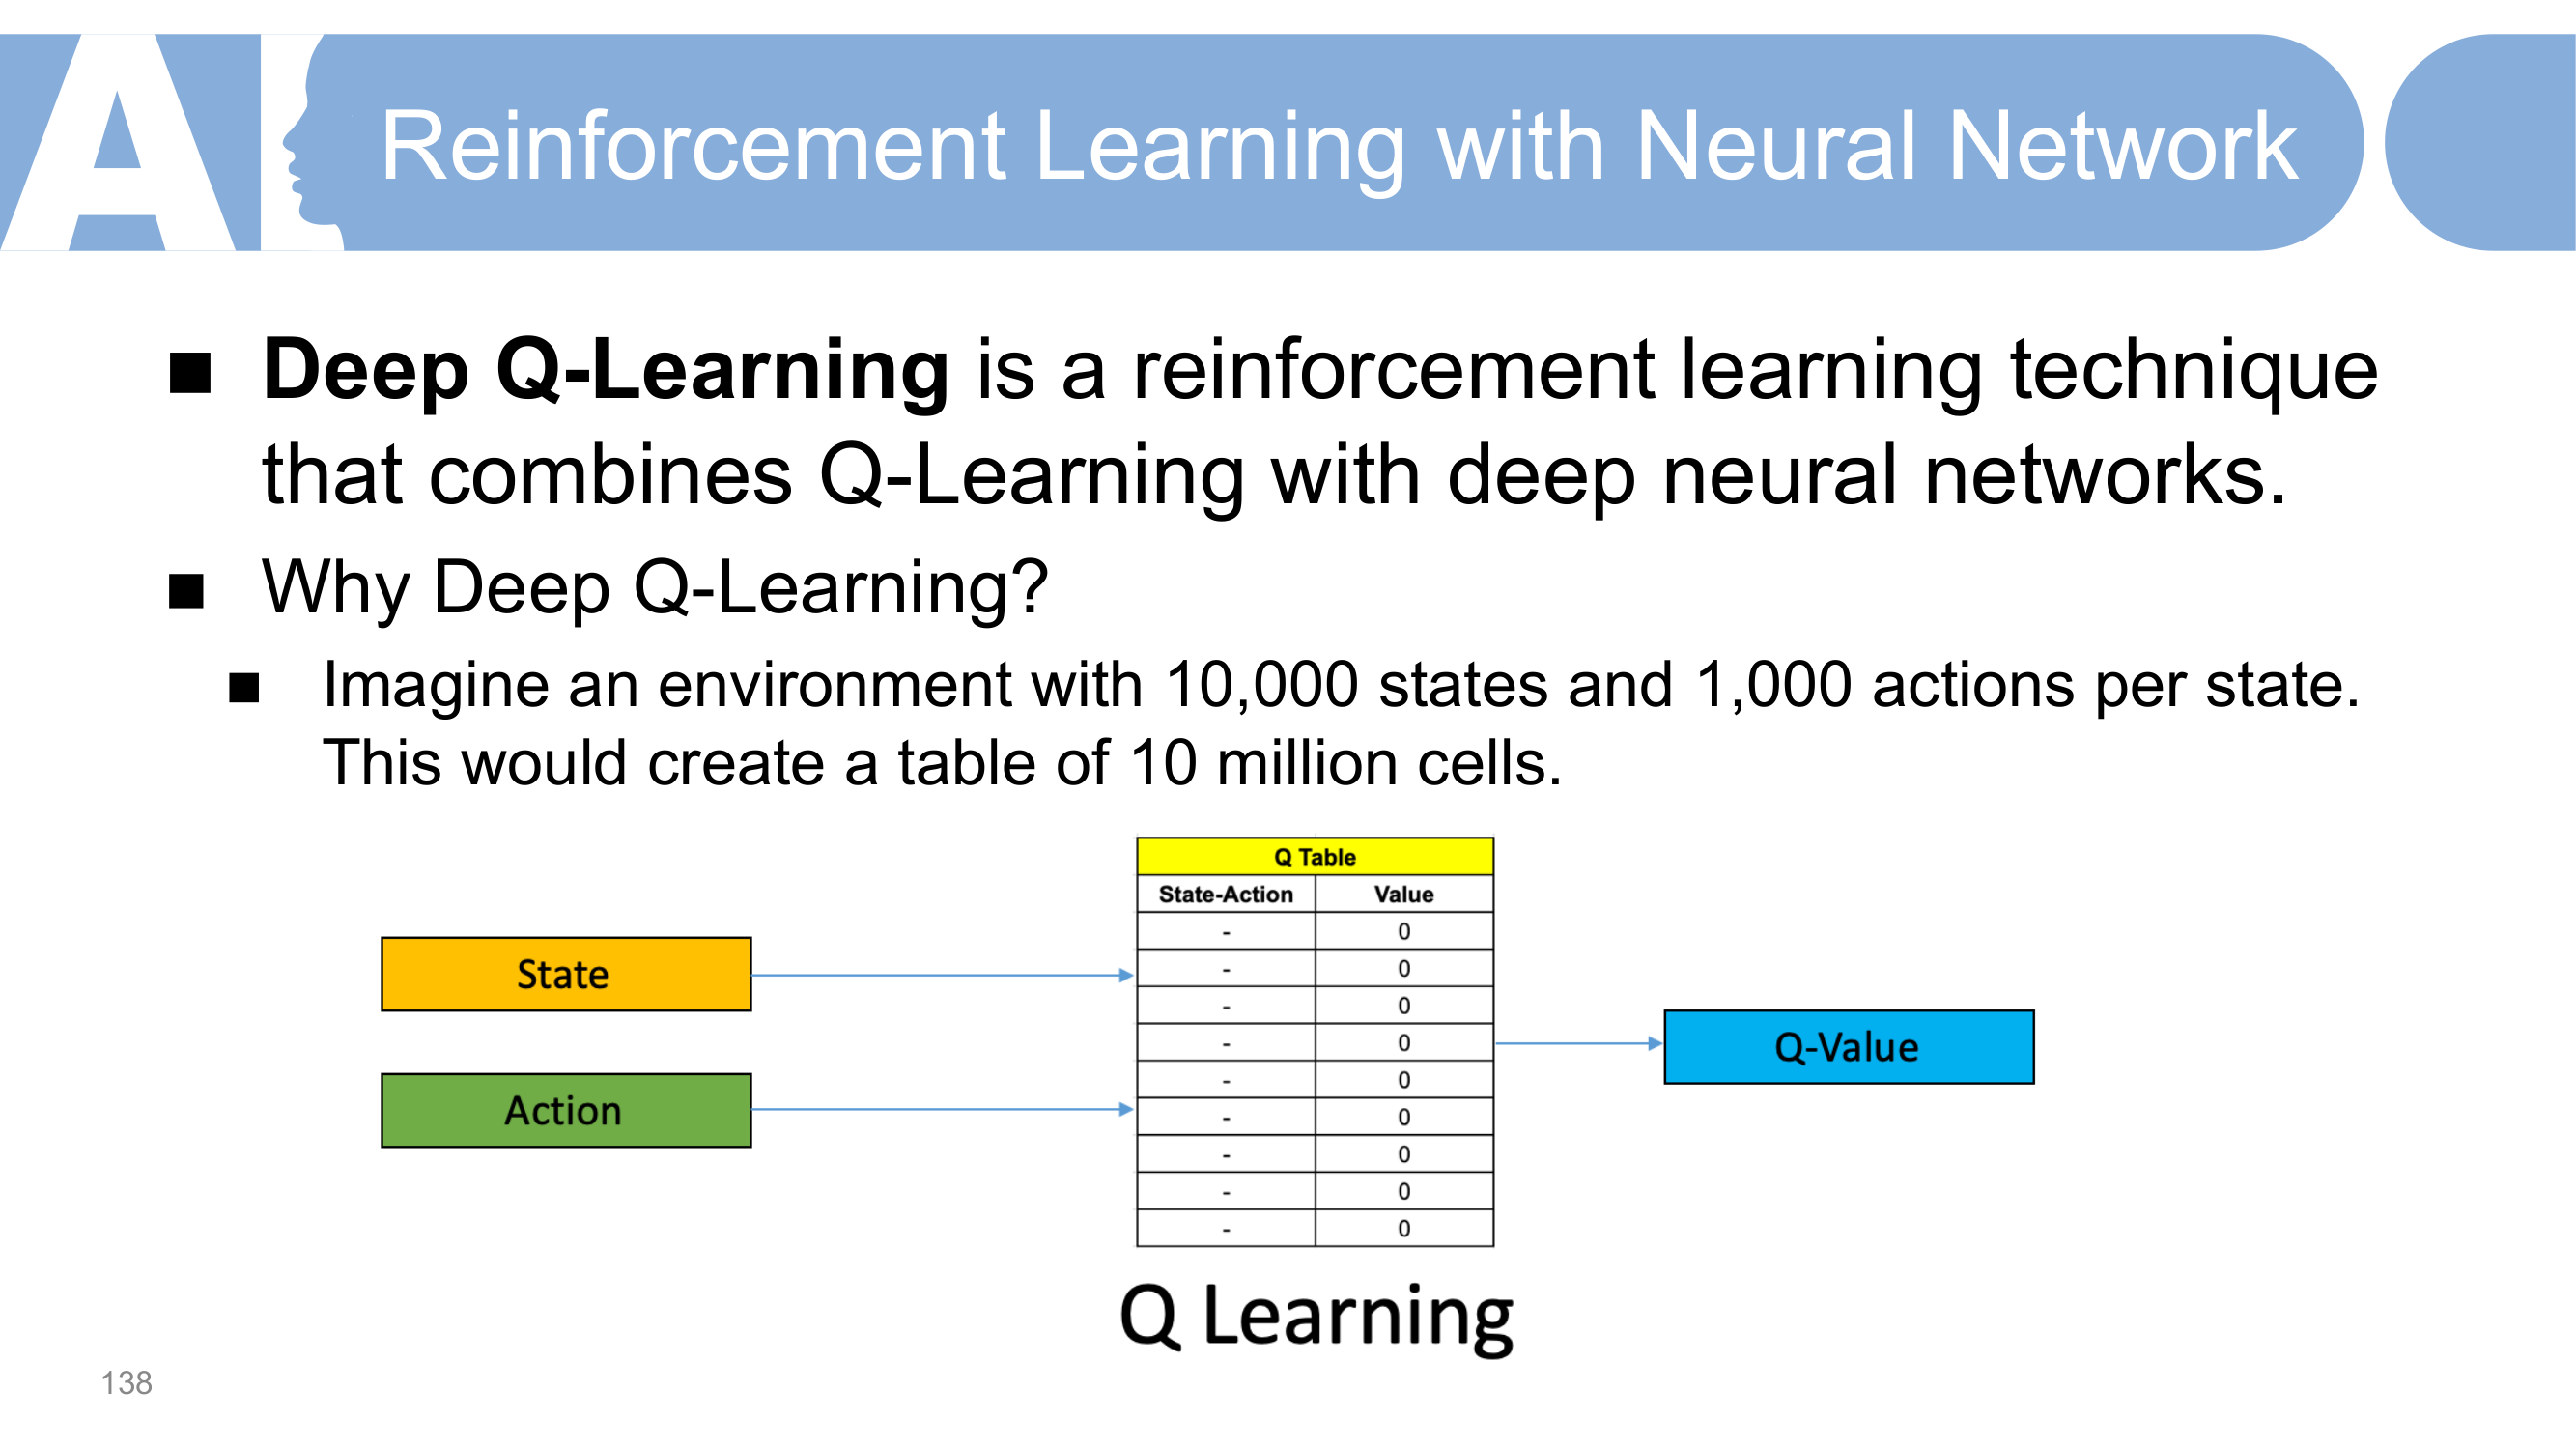 AI
Reinforcement Learning with Neural Network
■ Deep Q-Learning is a reinforcement learning technique
that combines Q-Learning with deep neural networks.
■ Why Deep Q-Learning?
■ Imagine an environment with 10,000 states and 1,000 actions per state.
This would create a table of 10 million cells.
Q Table
State-Action Value
- 0
- 0
- 0
- 0
- 0
- 0
- 0
- 0
- 0
State
Action
Q-Value
Q Learning
138